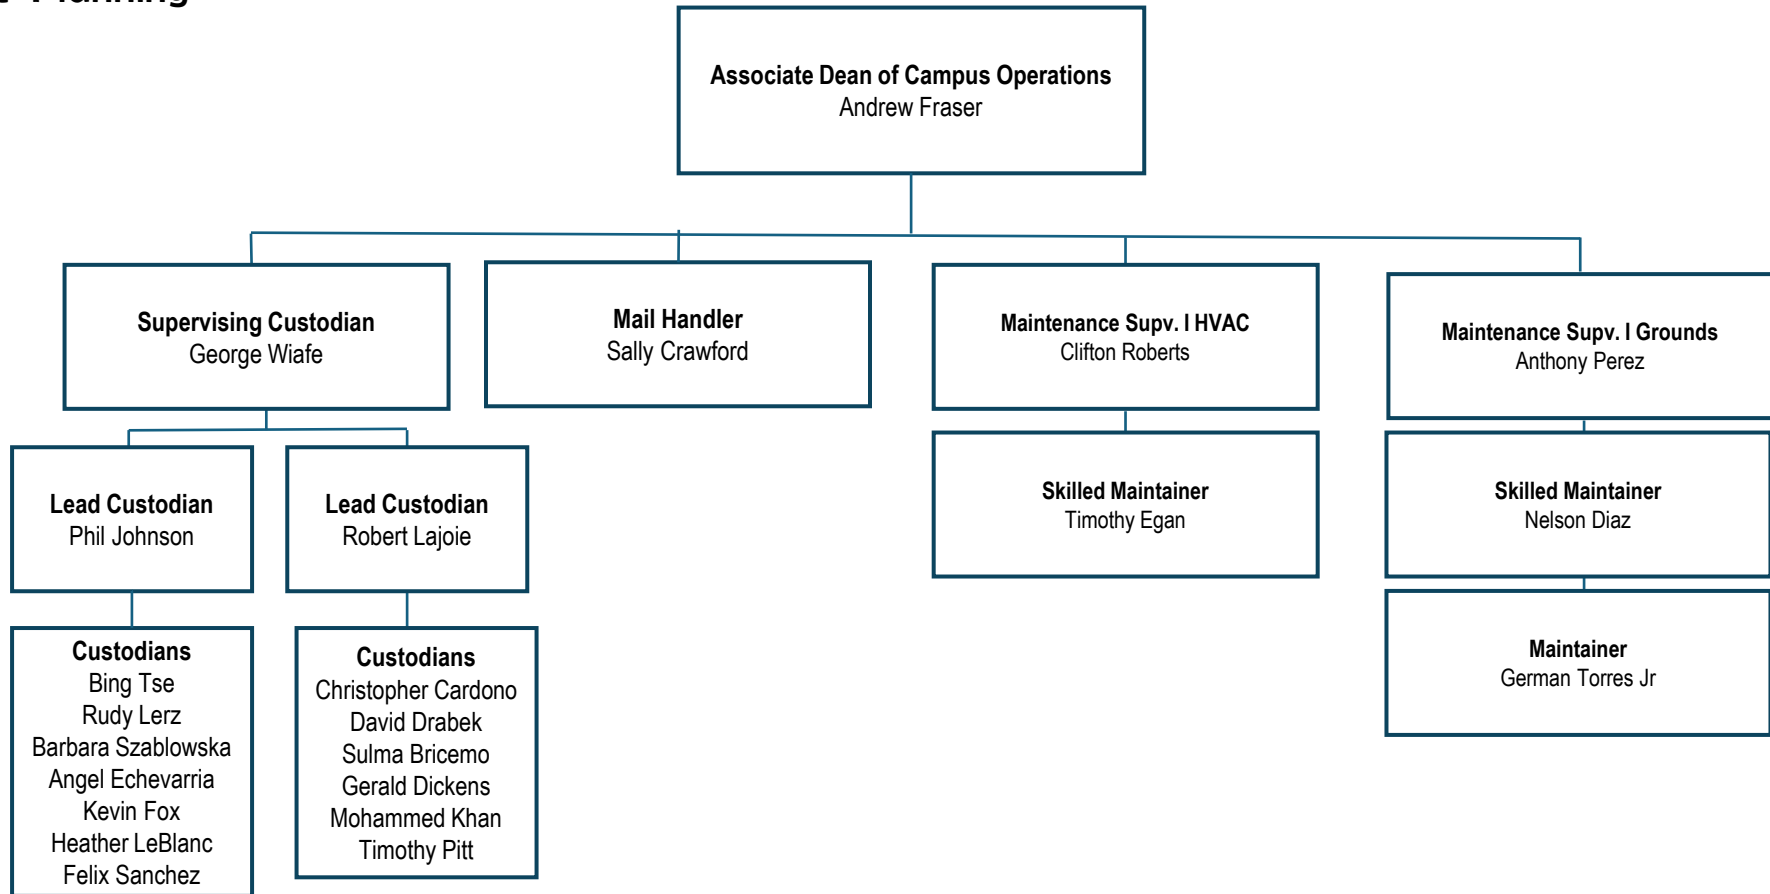 Planning
Associate Dean of Campus Operations
Andrew Fraser
Supervising Custodian
George Wiafe
Mail Handler
Sally Crawford
Maintenance Supv. I HVAC
Clifton Roberts
Maintenance Supv. I Grounds
Anthony Perez
Lead Custodian
Phil Johnson
Lead Custodian
Robert Lajoie
Skilled Maintainer
Timothy Egan
Skilled Maintainer
Nelson Diaz
Custodians
Bing Tse
Rudy Lerz
Barbara Szablowska
Angel Echevarria
Kevin Fox
Heather LeBlanc
Felix Sanchez
Custodians
Christopher Cardono
David Drabek
Sulma Bricemo
Gerald Dickens
Mohammed Khan
Timothy Pitt
Maintainer
German Torres Jr